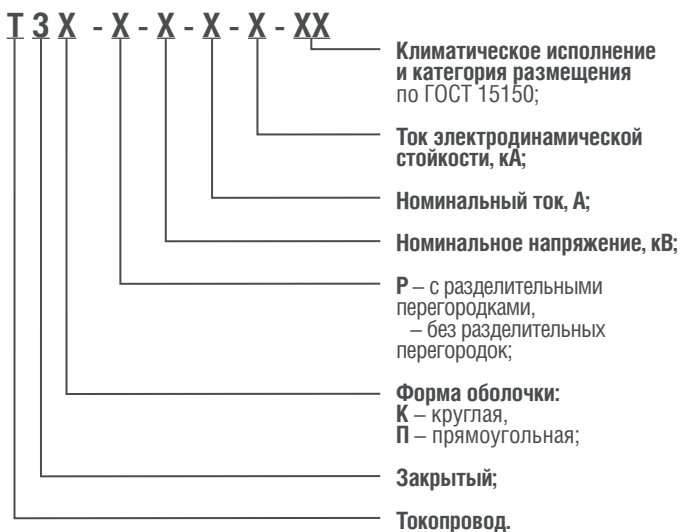 Т З Х - Х - Х - Х - Х - ХХ
Климатическое исполнение
и категория размещения
по ГОСТ 15150;
Ток электродинамической
стойкости, кА;
Номинальный ток, А;
Номинальное напряжение, кВ;
Р – с разделительными
перегородками,
– без разделительных
перегородок;
Форма оболочки:
К – круглая,
П – прямоугольная;
Закрытый;
Токопровод.